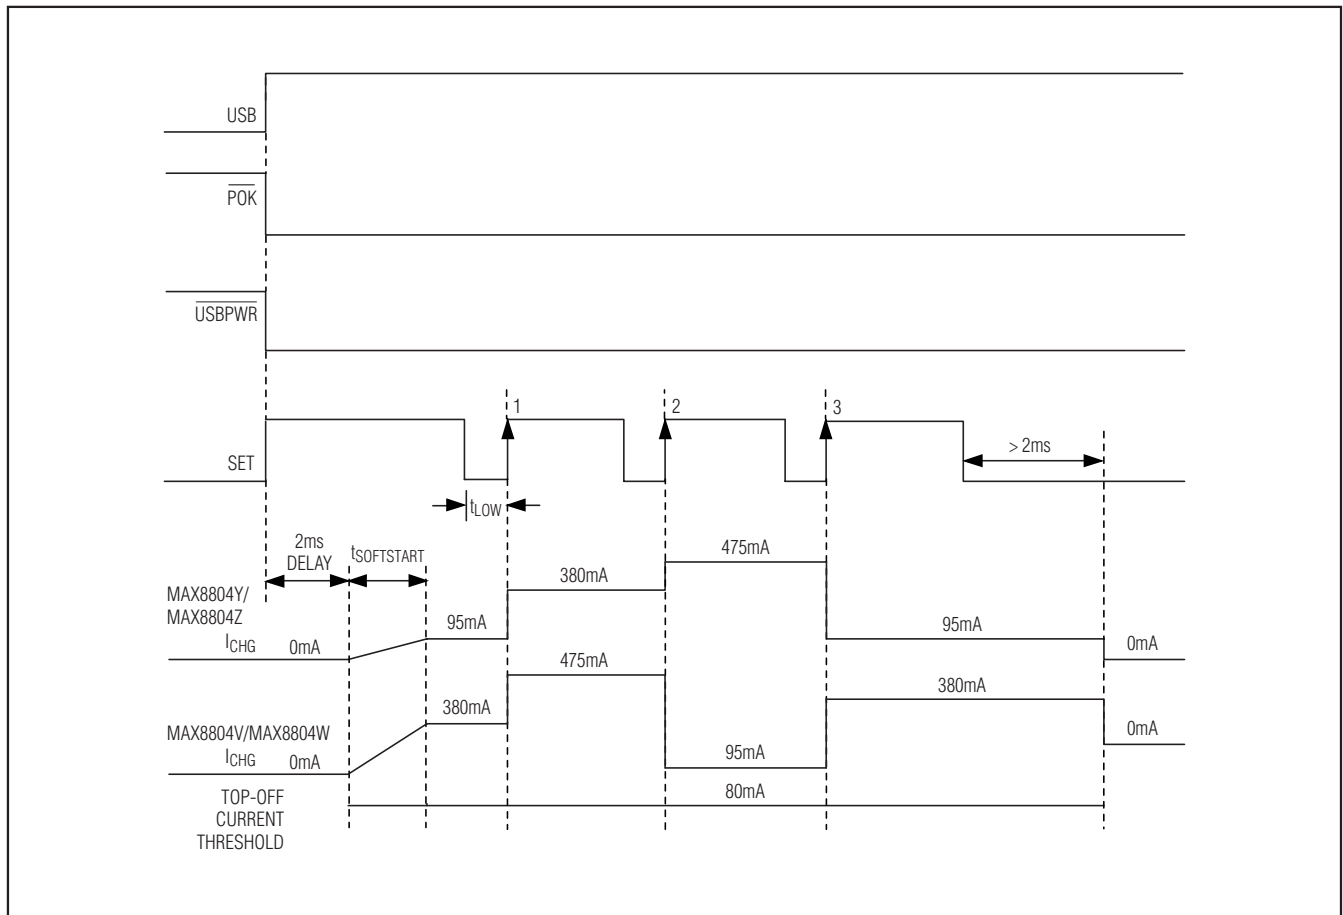 USB
POK
USBPWR
SET
1
2
3
> 2ms
tLOW
2ms
DELAY
tSOFTSTART
475mA
380mA
MAX8804Y/
MAX8804Z
ICHG 0mA
95mA
95mA
0mA
475mA
380mA
380mA
MAX8804V/MAX8804W
ICHG 0mA
95mA
0mA
TOP-OFF
CURRENT
THRESHOLD
80mA